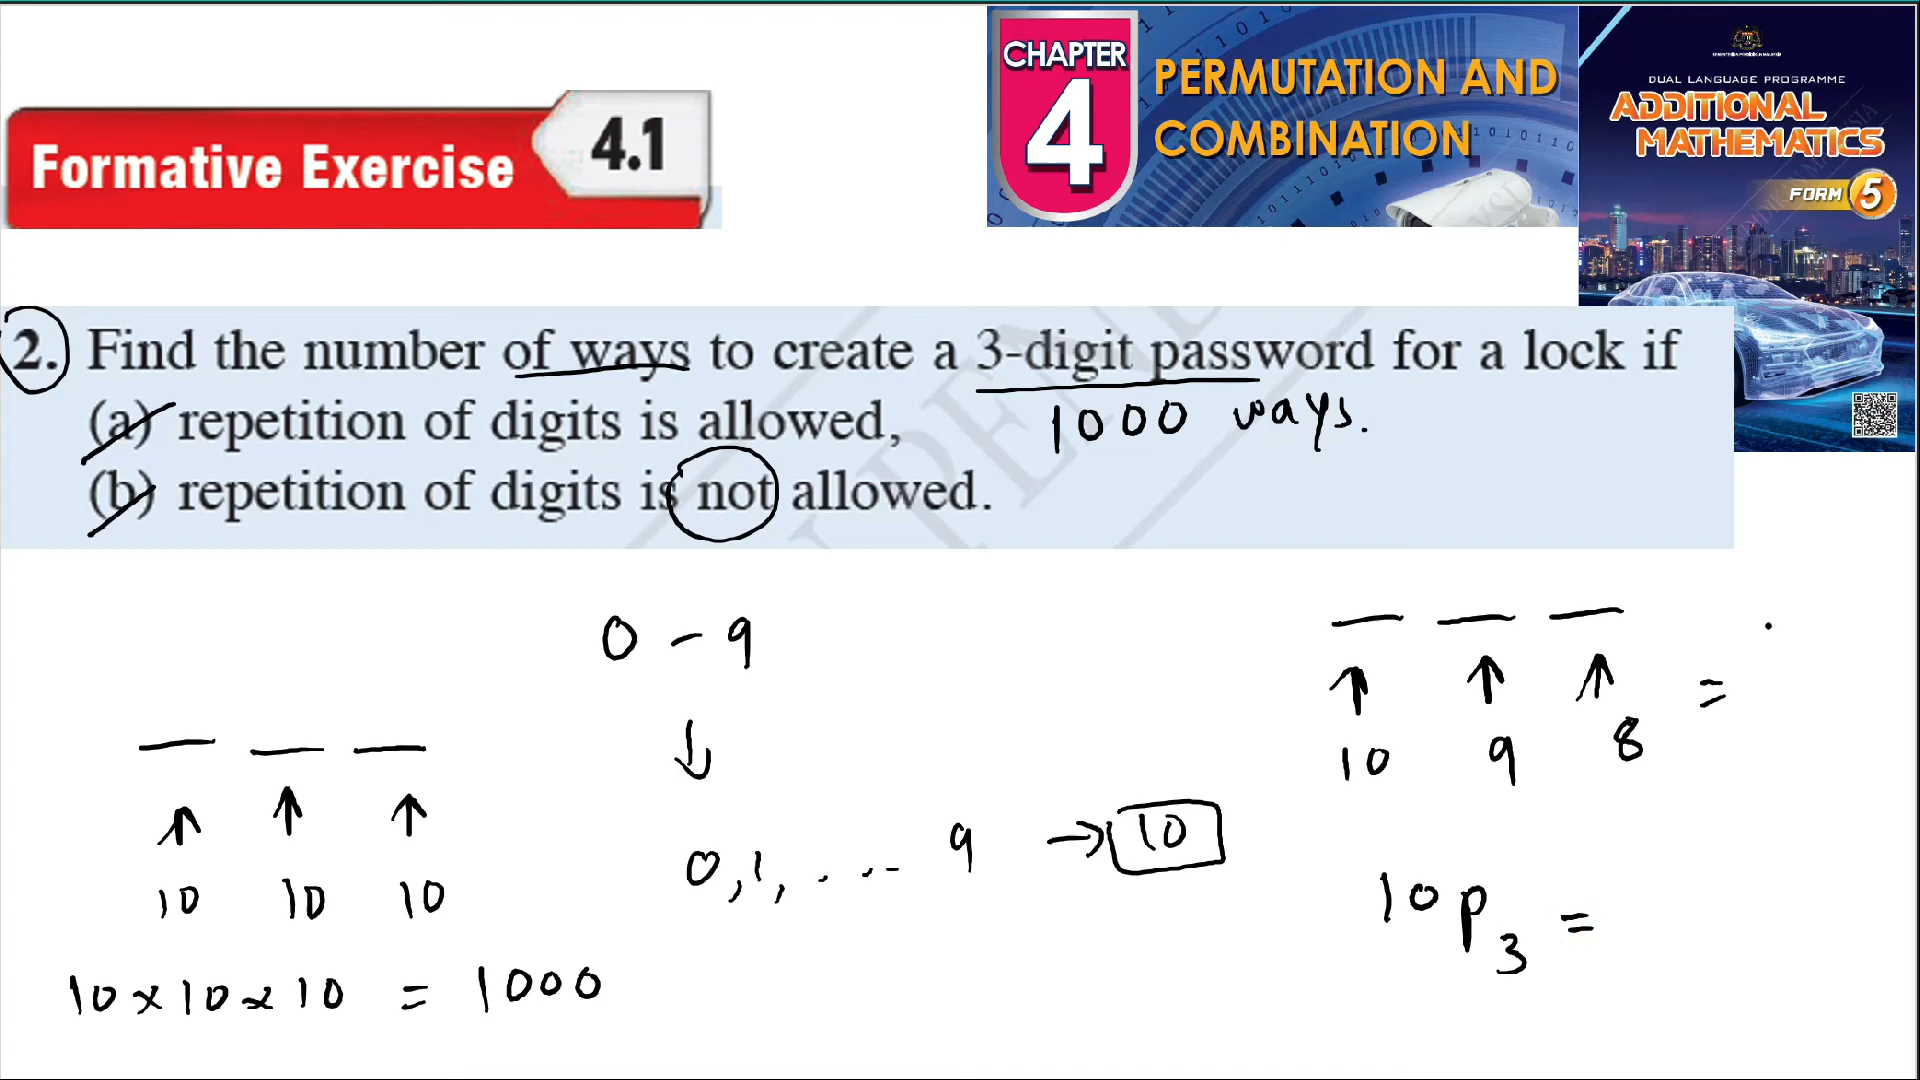 Formative Exercise 4.1
CHAPTER
4
PERMUTATION AND
COMBINATION
DUAL LANGUAGE PROGRAMME
ADDITIONAL
MATHEMATICS
FORM 5
2. Find the number of ways to create a 3-digit password for a lock if
(a) repetition of digits is allowed,
1000 ways.
(b) repetition of digits is not allowed.
0 - 9
↓
0, 1, .... 9 → 10
↑ ↑ ↑
10 10 10
10 x 10 x 10 = 1000
↑ ↑ ↑ =
10 9 8
10 P 3 =